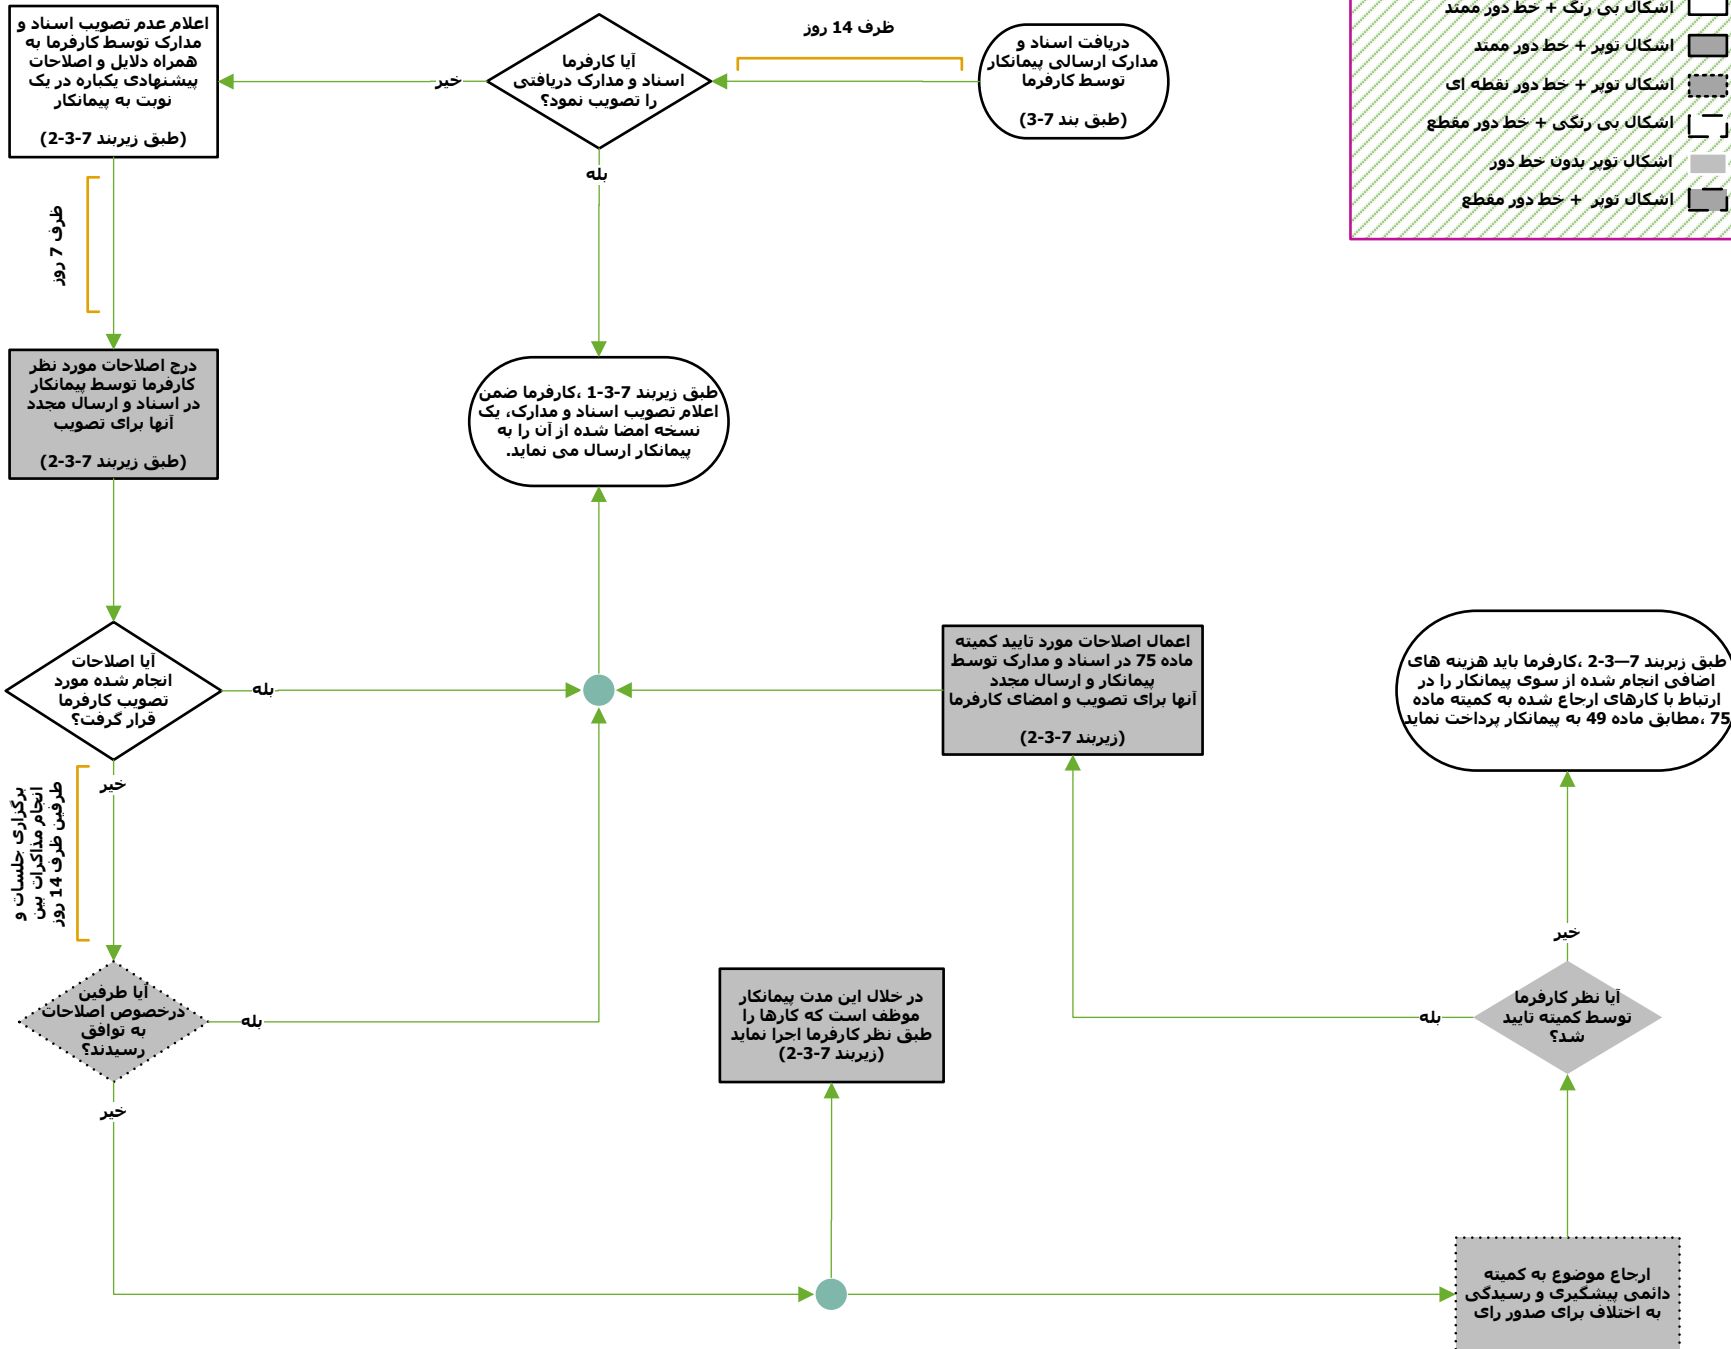 اشکال بی رنگ + خط دور ممتد
اشکال توپر + خط دور ممتد
اشکال توپر + خط دور نقطه ای
اشکال بی رنگی + خط دور مقطع
اشکال توپر بدون خط دور
اشکال توپر + خط دور مقطع
دریافت اسناد و
مدارک ارسالی پیمانکار
توسط کارفرما
(طبق بند 7-3)
ظرف 14 روز
آیا کارفرما
اسناد و مدارک دریافتی
را تصویب نمود؟
خیر
بله
اعلام عدم تصویب اسناد و
مدارک توسط کارفرما به
همراه دلایل و اصلاحات
پیشنهادی یکباره در یک
نوبت به پیمانکار
(طبق زیربند 7-3-2)
ظرف 7 روز
درج اصلاحات مورد نظر
کارفرما توسط پیمانکار
در اسناد و ارسال مجدد
آنها برای تصویب
(طبق زیربند 7-3-2)
طبق زیربند 7-3-1 ،کارفرما ضمن
اعلام تصویب اسناد و مدارک، یک
نسخه امضا شده از آن را به
پیمانکار ارسال می نماید.
آیا اصلاحات
انجام شده مورد
تصویب کارفرما
قرار گرفت؟
بله
خیر
برگزاری جلسات و
انجام مذاکرات بین
طرفین ظرف 14 روز
اعمال اصلاحات مورد تایید کمیته
ماده 75 در اسناد و مدارک توسط
پیمانکار و ارسال مجدد
آنها برای تصویب و امضای کارفرما
(زیربند 7-3-2)
طبق زیربند 7—3-2 ،کارفرما باید هزینه های
اضافی انجام شده از سوی پیمانکار را در
ارتباط با کارهای ارجاع شده به کمیته ماده
75 ،مطابق ماده 49 به پیمانکار پرداخت نماید
آیا طرفین
درخصوص اصلاحات
به توافق
رسیدند؟
بله
خیر
در خلال این مدت پیمانکار
موظف است که کارها را
طبق نظر کارفرما اجرا نماید
(زیربند 7-3-2)
خیر
آیا نظر کارفرما
توسط کمیته تایید
شد؟
بله
ارجاع موضوع به کمیته
دائمی پیشگیری و رسیدگی
به اختلاف برای صدور رای